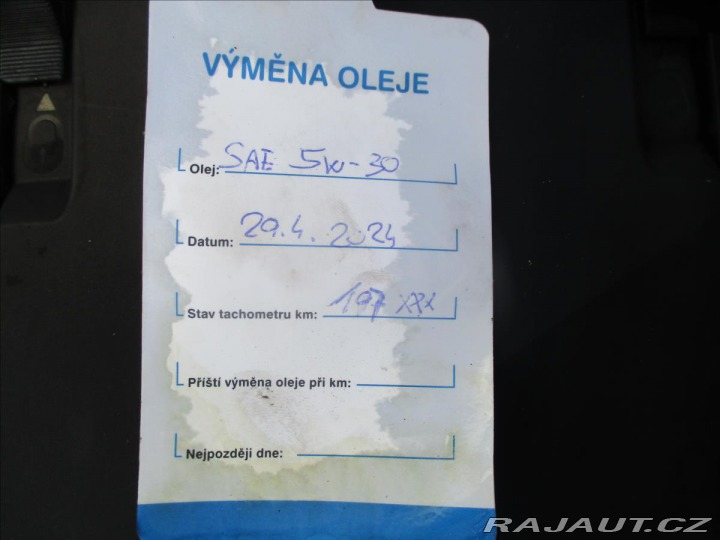 VÝMĚNA OLEJE
Olej: SAE 5W-30
Datum: 29.4.2024
Stav tachometru km: 197 XXX
Příští výměna oleje při km:
Nejpozději dne:
RAJAUT.CZ